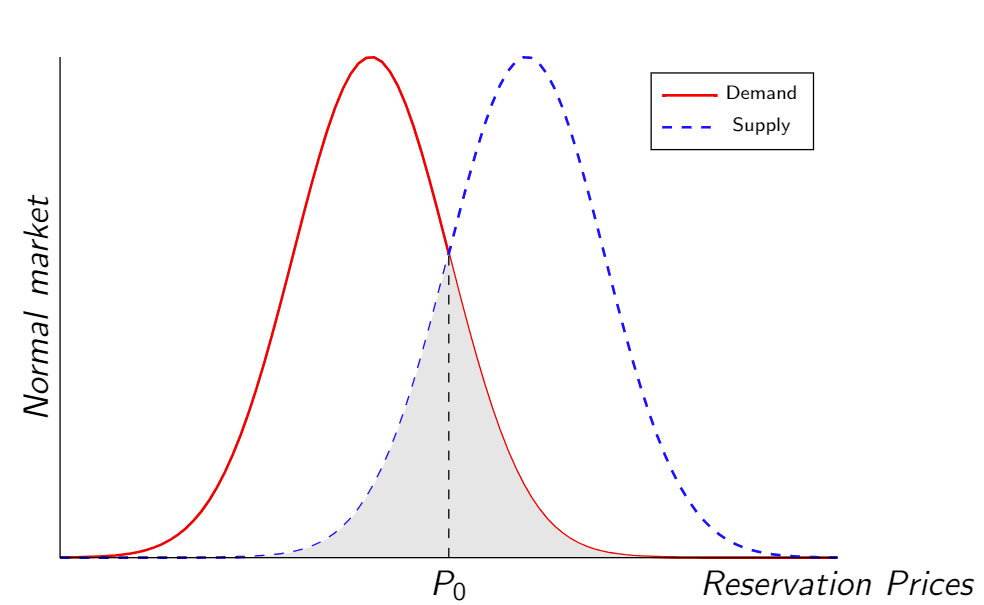 Demand
Supply
Normal market
P0
Reservation Prices